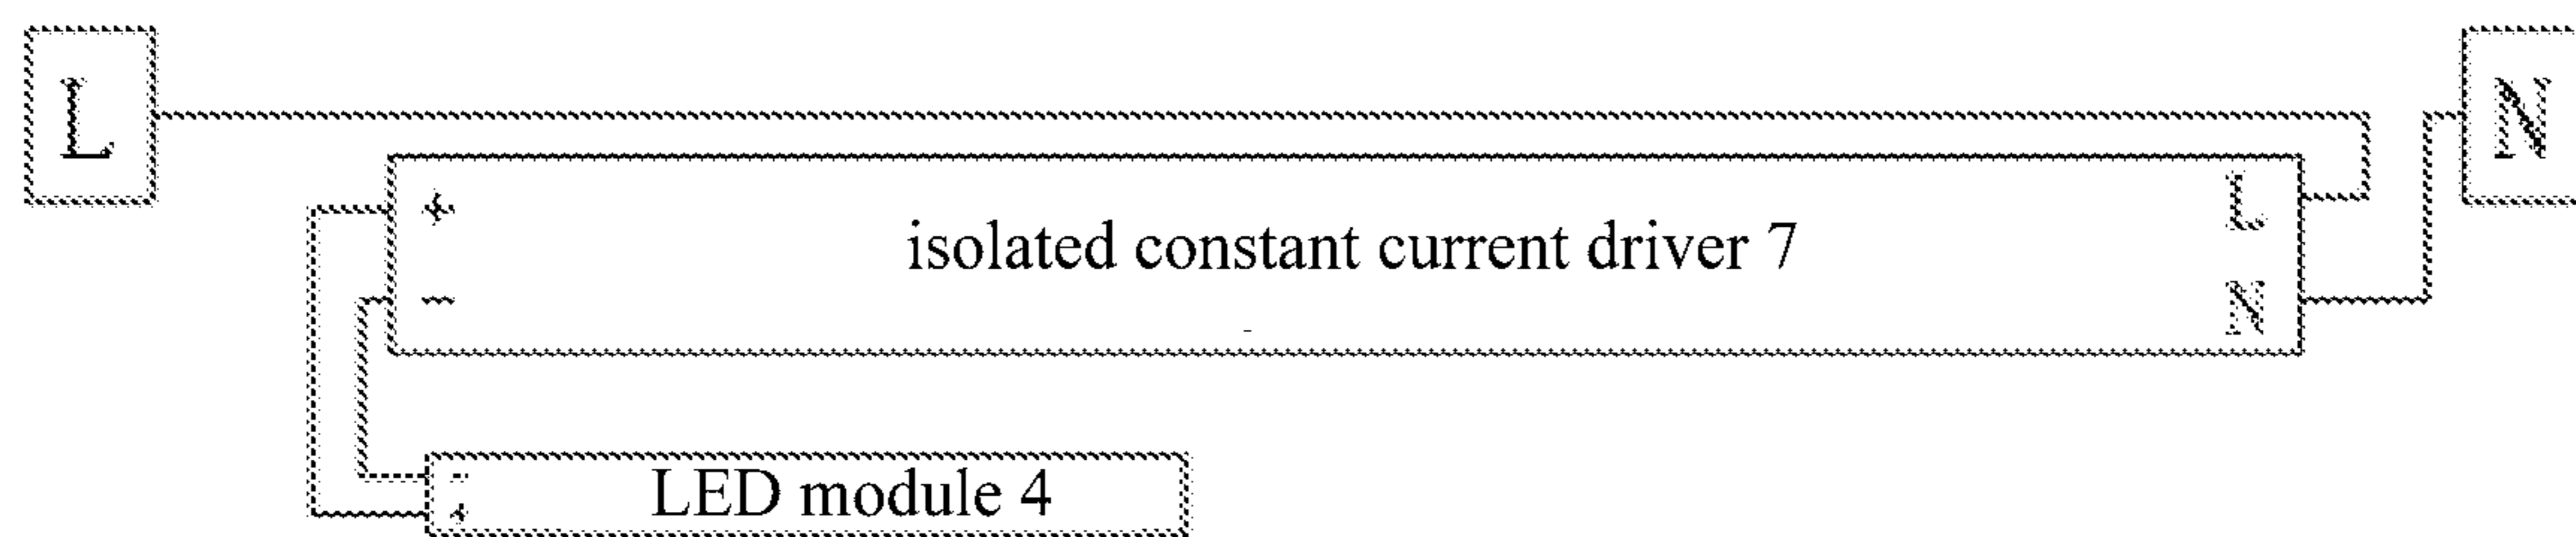 L
N
+
L
isolated constant current driver 7
−
N
-
LED module 4
+